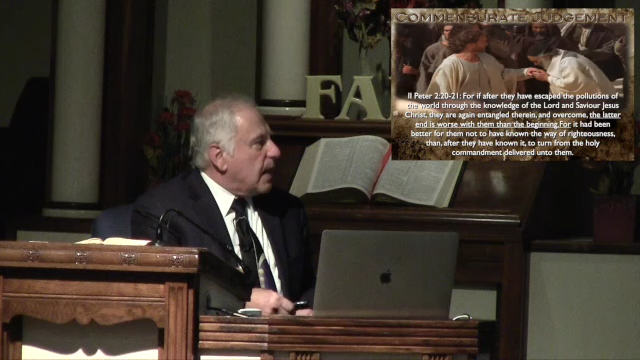 COMMENSURATE JUDGEMENT
II Peter 2:20-21: For if after they have escaped the pollutions of
the world through the knowledge of the Lord and Saviour Jesus
Christ, they are again entangled therein, and overcome, the latter
end is worse with them than the beginning.For it had been
better for them not to have known the way of righteousness,
than, after they have known it, to turn from the holy
commandment delivered unto them.
FA